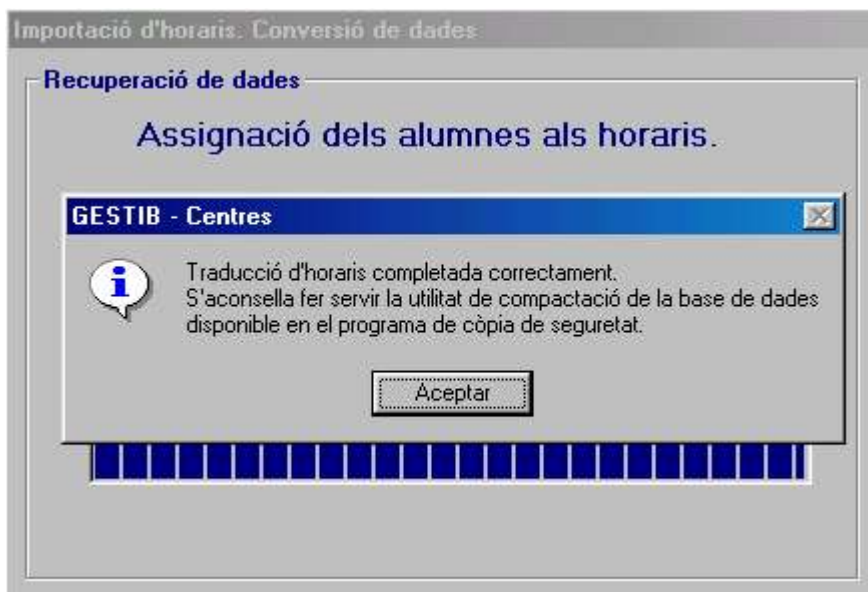 Importació d'horaris. Conversió de dades
Recuperació de dades
Assignació dels alumnes als horaris.
GESTIB - Centres
Traducció d'horaris completada correctament.
S'aconsella fer servir la utilitat de compactació de la base de dades
disponible en el programa de còpia de seguretat.
Aceptar